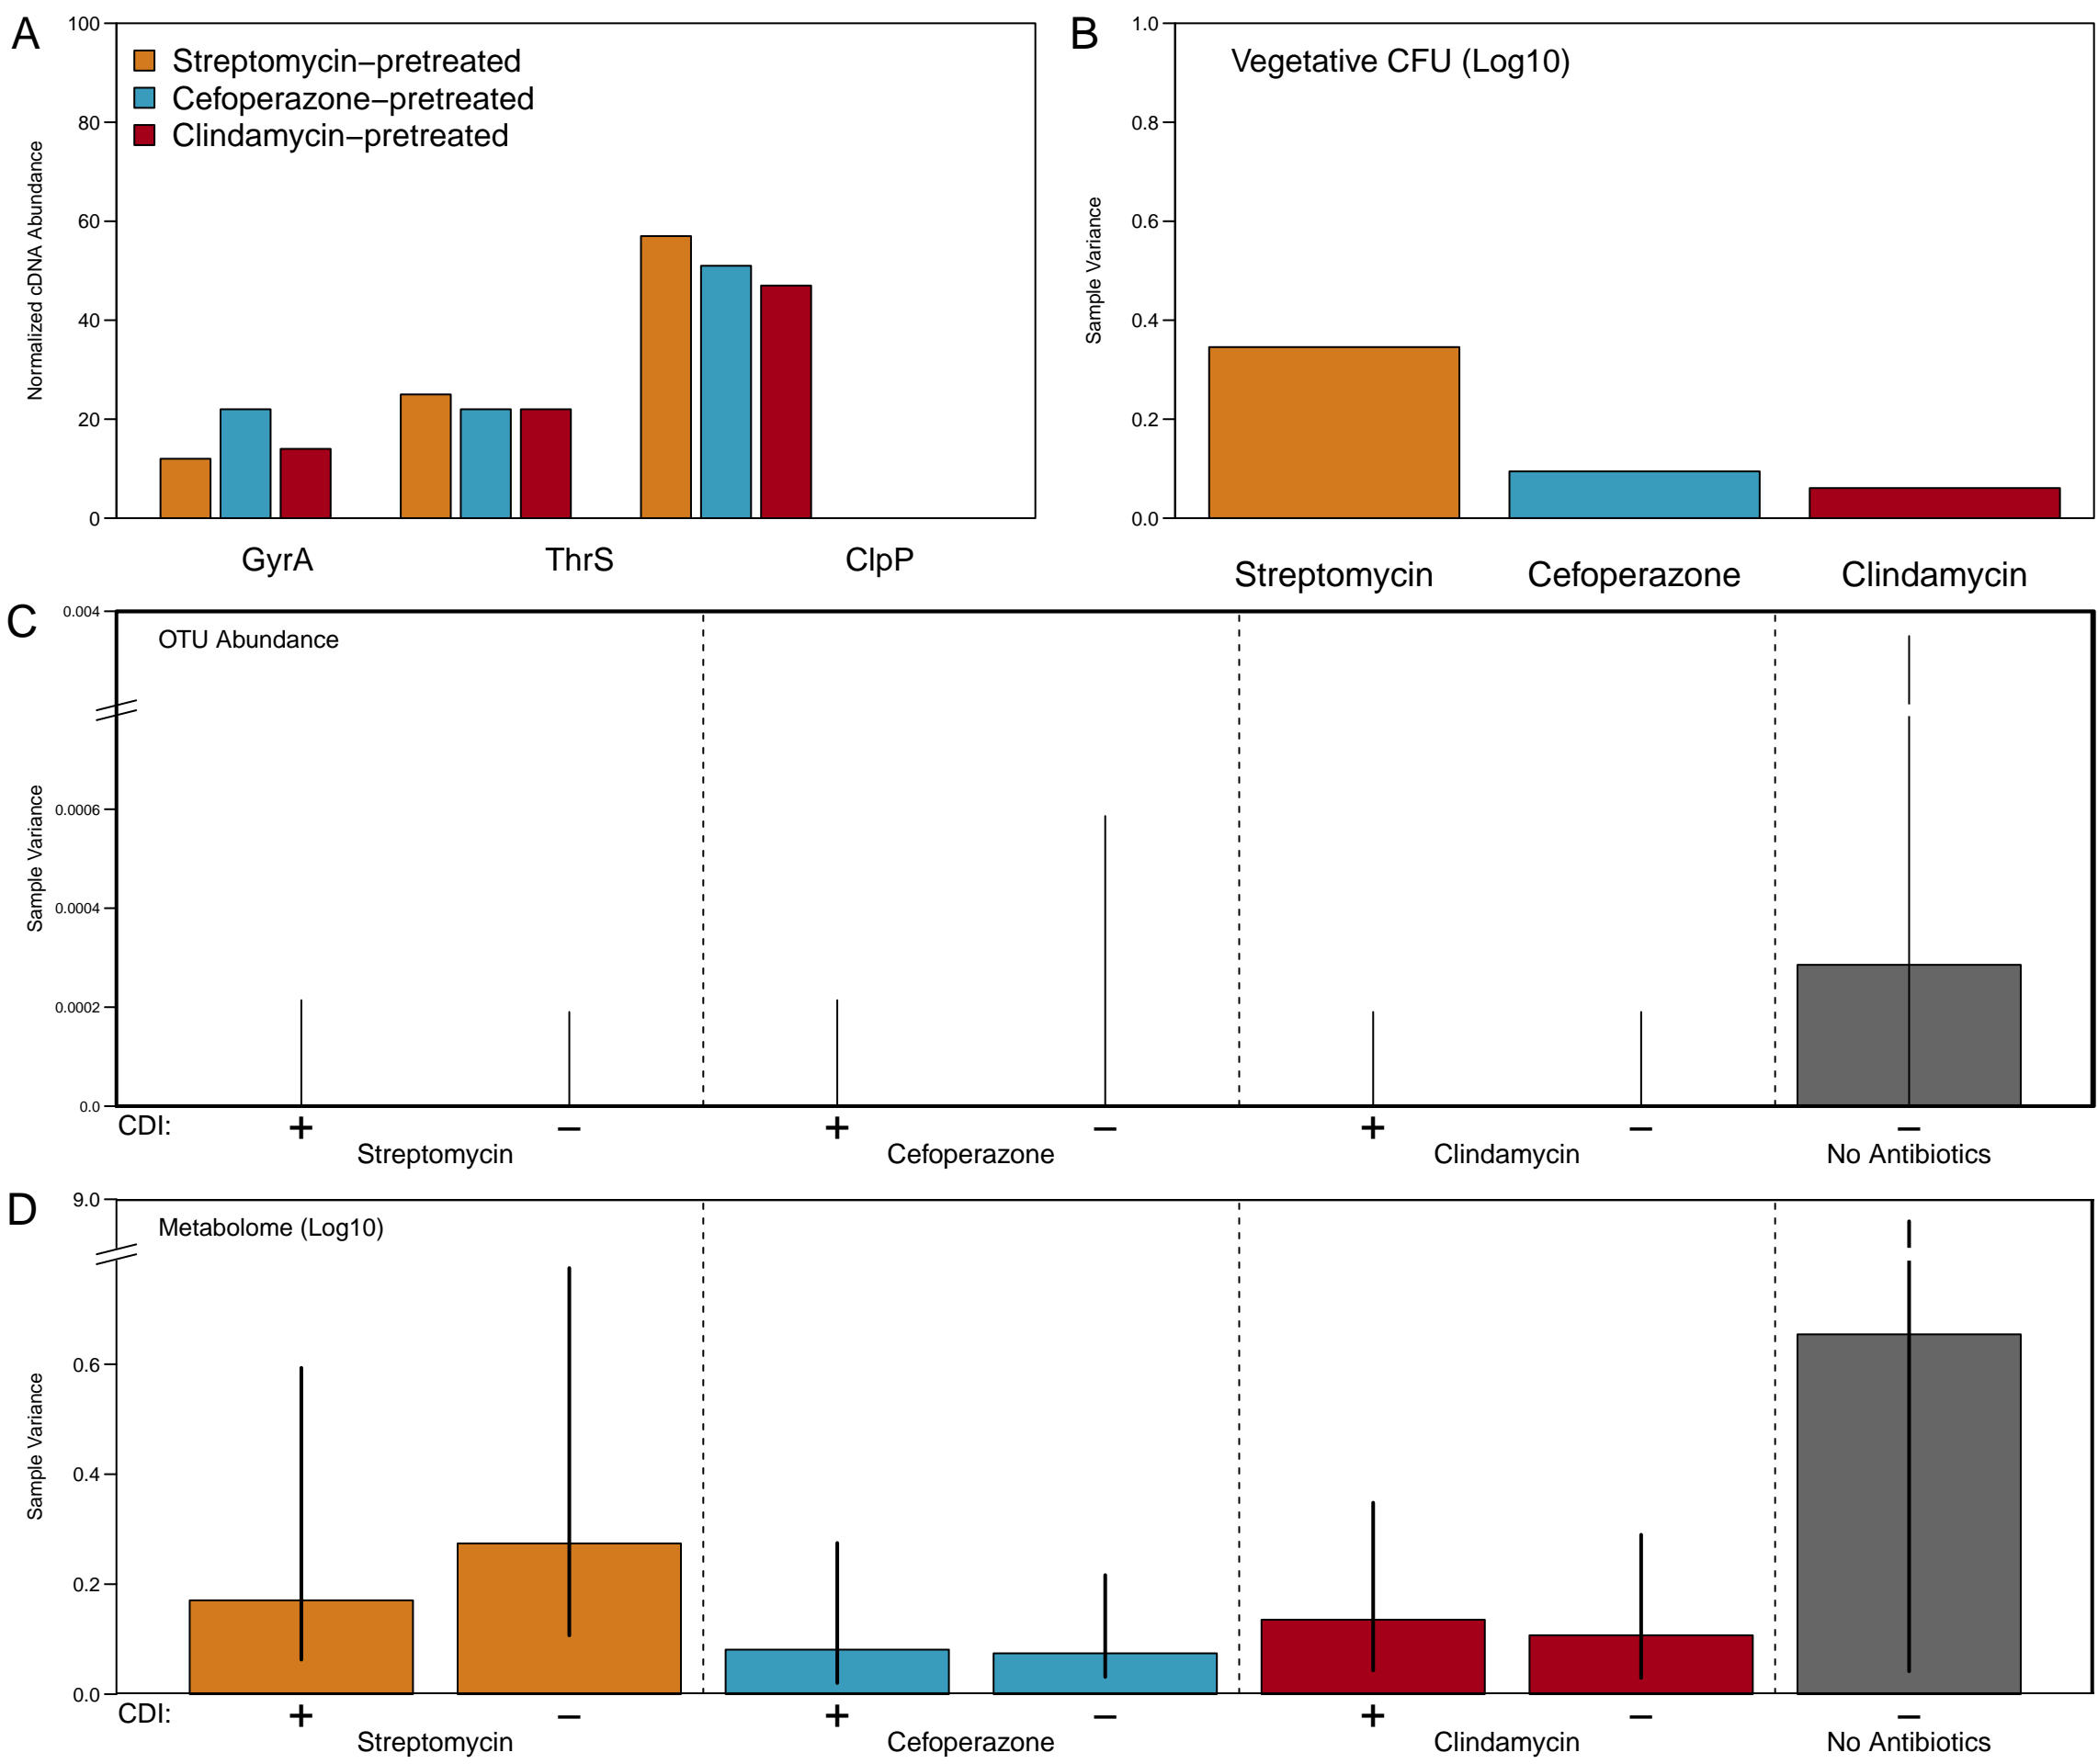 A
Normalized cDNA Abundance
100
80
60
40
20
0
Streptomycin−pretreated
Cefoperazone−pretreated
Clindamycin−pretreated
GyrA ThrS ClpP
B
Sample Variance
1.0
0.8
0.6
0.4
0.2
0.0
Vegetative CFU (Log10)
Streptomycin Cefoperazone Clindamycin
C
Sample Variance
0.004
0.0006
0.0004
0.0002
0.0
OTU Abundance
CDI: + − + − + − −
Streptomycin Cefoperazone Clindamycin No Antibiotics
D
Sample Variance
9.0
0.6
0.4
0.2
0.0
Metabolome (Log10)
CDI: + − + − + − −
Streptomycin Cefoperazone Clindamycin No Antibiotics